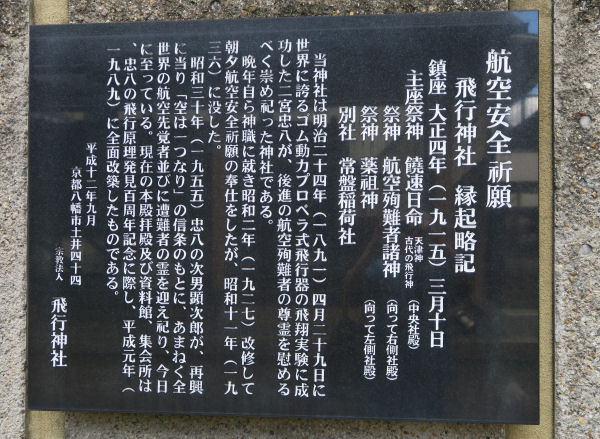 航空安全祈願
飛行神社 縁起略記
鎮座 大正四年(一九一五)三月十日
主座祭神 饒速日命 天津神 古代の飛行神 (中央社殿)
祭神 航空殉難者諸神 (向って右側社殿)
祭神 薬祖神 (向って左側社殿)
別社 常盤稲荷社
当神社は明治二十四年(一八九一)四月二十九日に
世界に誇るゴム動力プロペラ式飛行器の飛翔実験に成
功した二宮忠八が、後進の航空殉難者の尊霊を慰める
べく崇め祀った神社である。
晩年自ら神職に就き昭和二年(一九二七)改修して
朝夕航空安全祈願の奉仕をしたが、昭和十一年(一九
三六)に没した。
昭和三十年(一九五五)忠八の次男顕次郎が、再興
に当り「空は一つなり」の信条のもとに、あまねく全
世界の航空先覚者並びに遭難者の霊を迎え祀り、今日
に至っている。現在の本殿拝殿及び資料館、集会所は
、忠八の飛行原理発見百周年記念に際し、平成元年(
一九八九)に全面改築したものである。
平成十二年九月
京都八幡市土井四十四
宗教法人 飛行神社